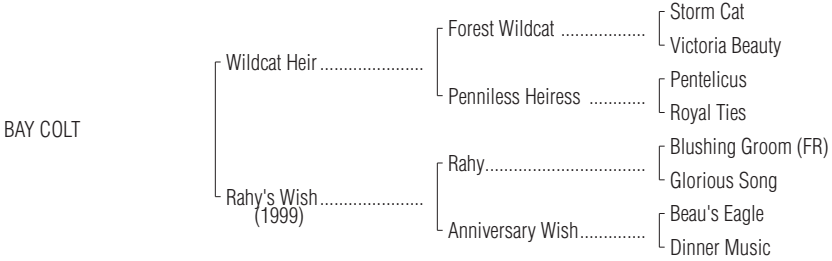 Storm Cat
Forest Wildcat ......................
Victoria Beauty
Wildcat Heir ......................
Pentelicus
Penniless Heiress ............
Royal Ties
BAY COLT
Blushing Groom (FR)
Rahy..................................
Glorious Song
Rahy's Wish ......................
(1999)
Beau's Eagle
Anniversary Wish..............
Dinner Music